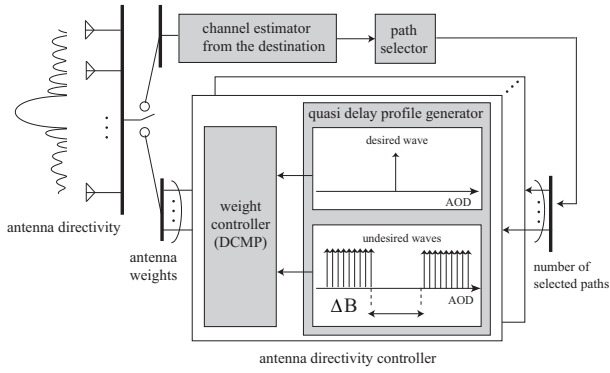 channel estimator
from the destination
path
selector
quasi delay profile generator
desired wave
AOD
weight
controller
(DCMP)
undesired waves
AOD
ΔB
antenna directivity
antenna
weights
number of
selected paths
antenna directivity controller